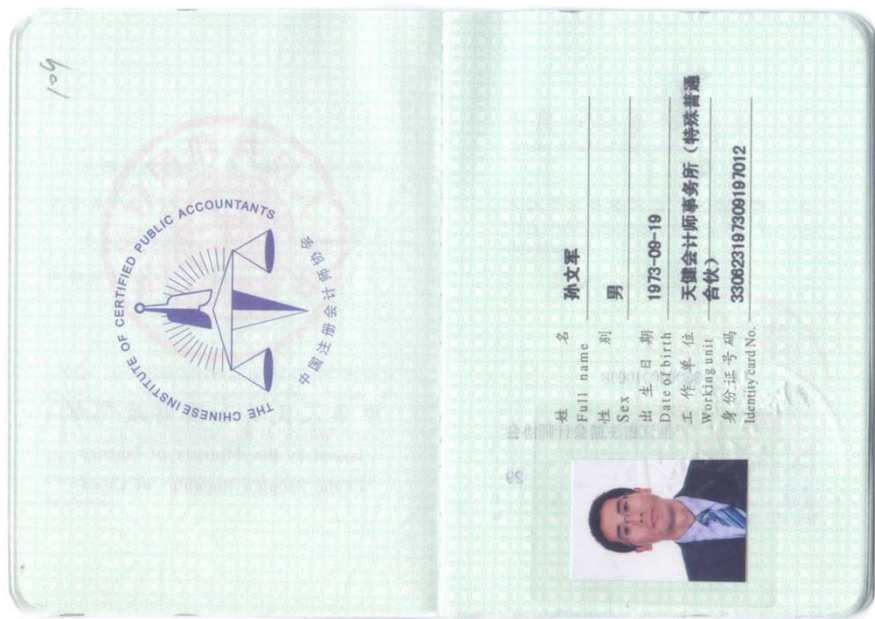 109
THE CHINESE INSTITUTE OF CERTIFIED PUBLIC ACCOUNTANTS
中国注册会计师协会
姓 名 孙文军
Full name
性 别 男
Sex
出 生 日 期 1973-09-19
Date of birth
工 作 单 位 天健会计师事务所（特殊普通
Working unit 合伙）
身 份 证 号 码 330623197309197012
Identity card No.